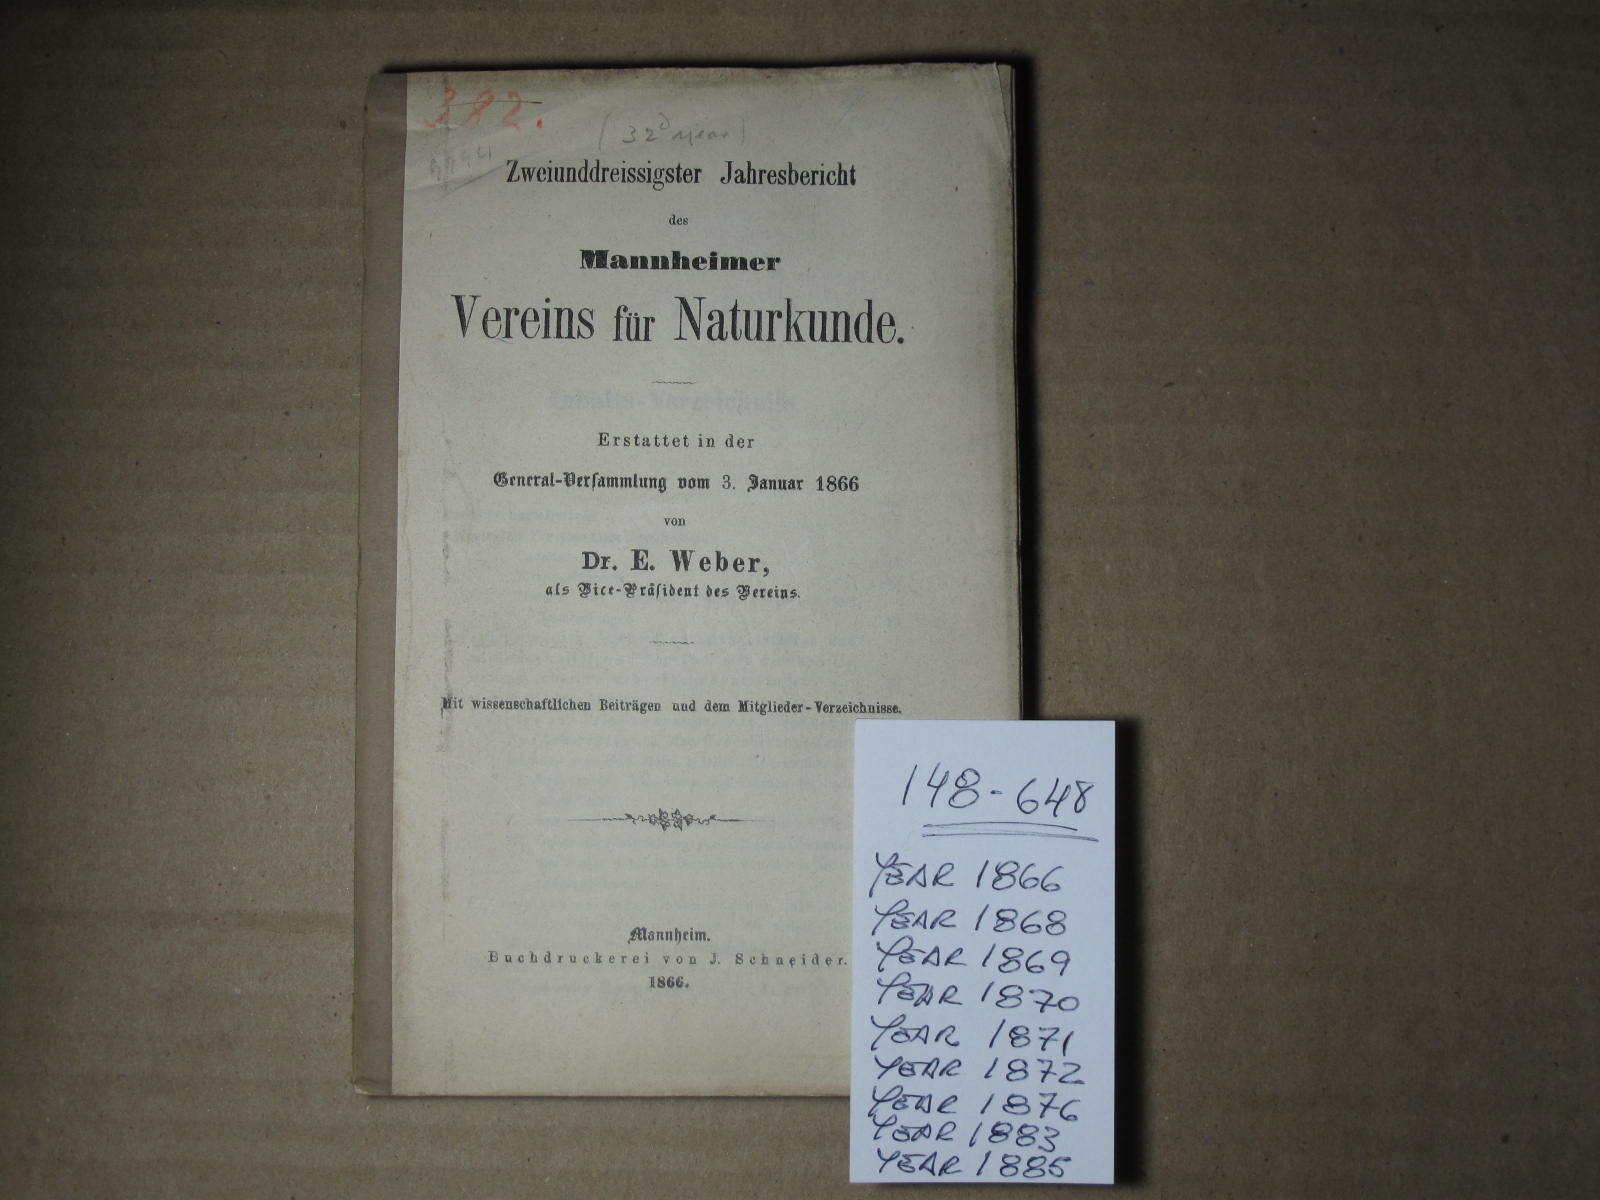 382.
(32d year)
Zweiunddreissigster Jahresbericht
des
Mannheimer
Vereins für Naturkunde.
Erstattet in der
General-Versammlung vom 3. Januar 1866
von
Dr. E. Weber,
als Vice-Präsident des Vereins.
Mit wissenschaftlichen Beiträgen und dem Mitglieder-Verzeichnisse.
Mannheim.
Buchdruckerei von J. Schneider.
1866.
148-648
YEAR 1866
YEAR 1868
YEAR 1869
YEAR 1870
YEAR 1871
YEAR 1872
YEAR 1876
YEAR 1883
YEAR 1885